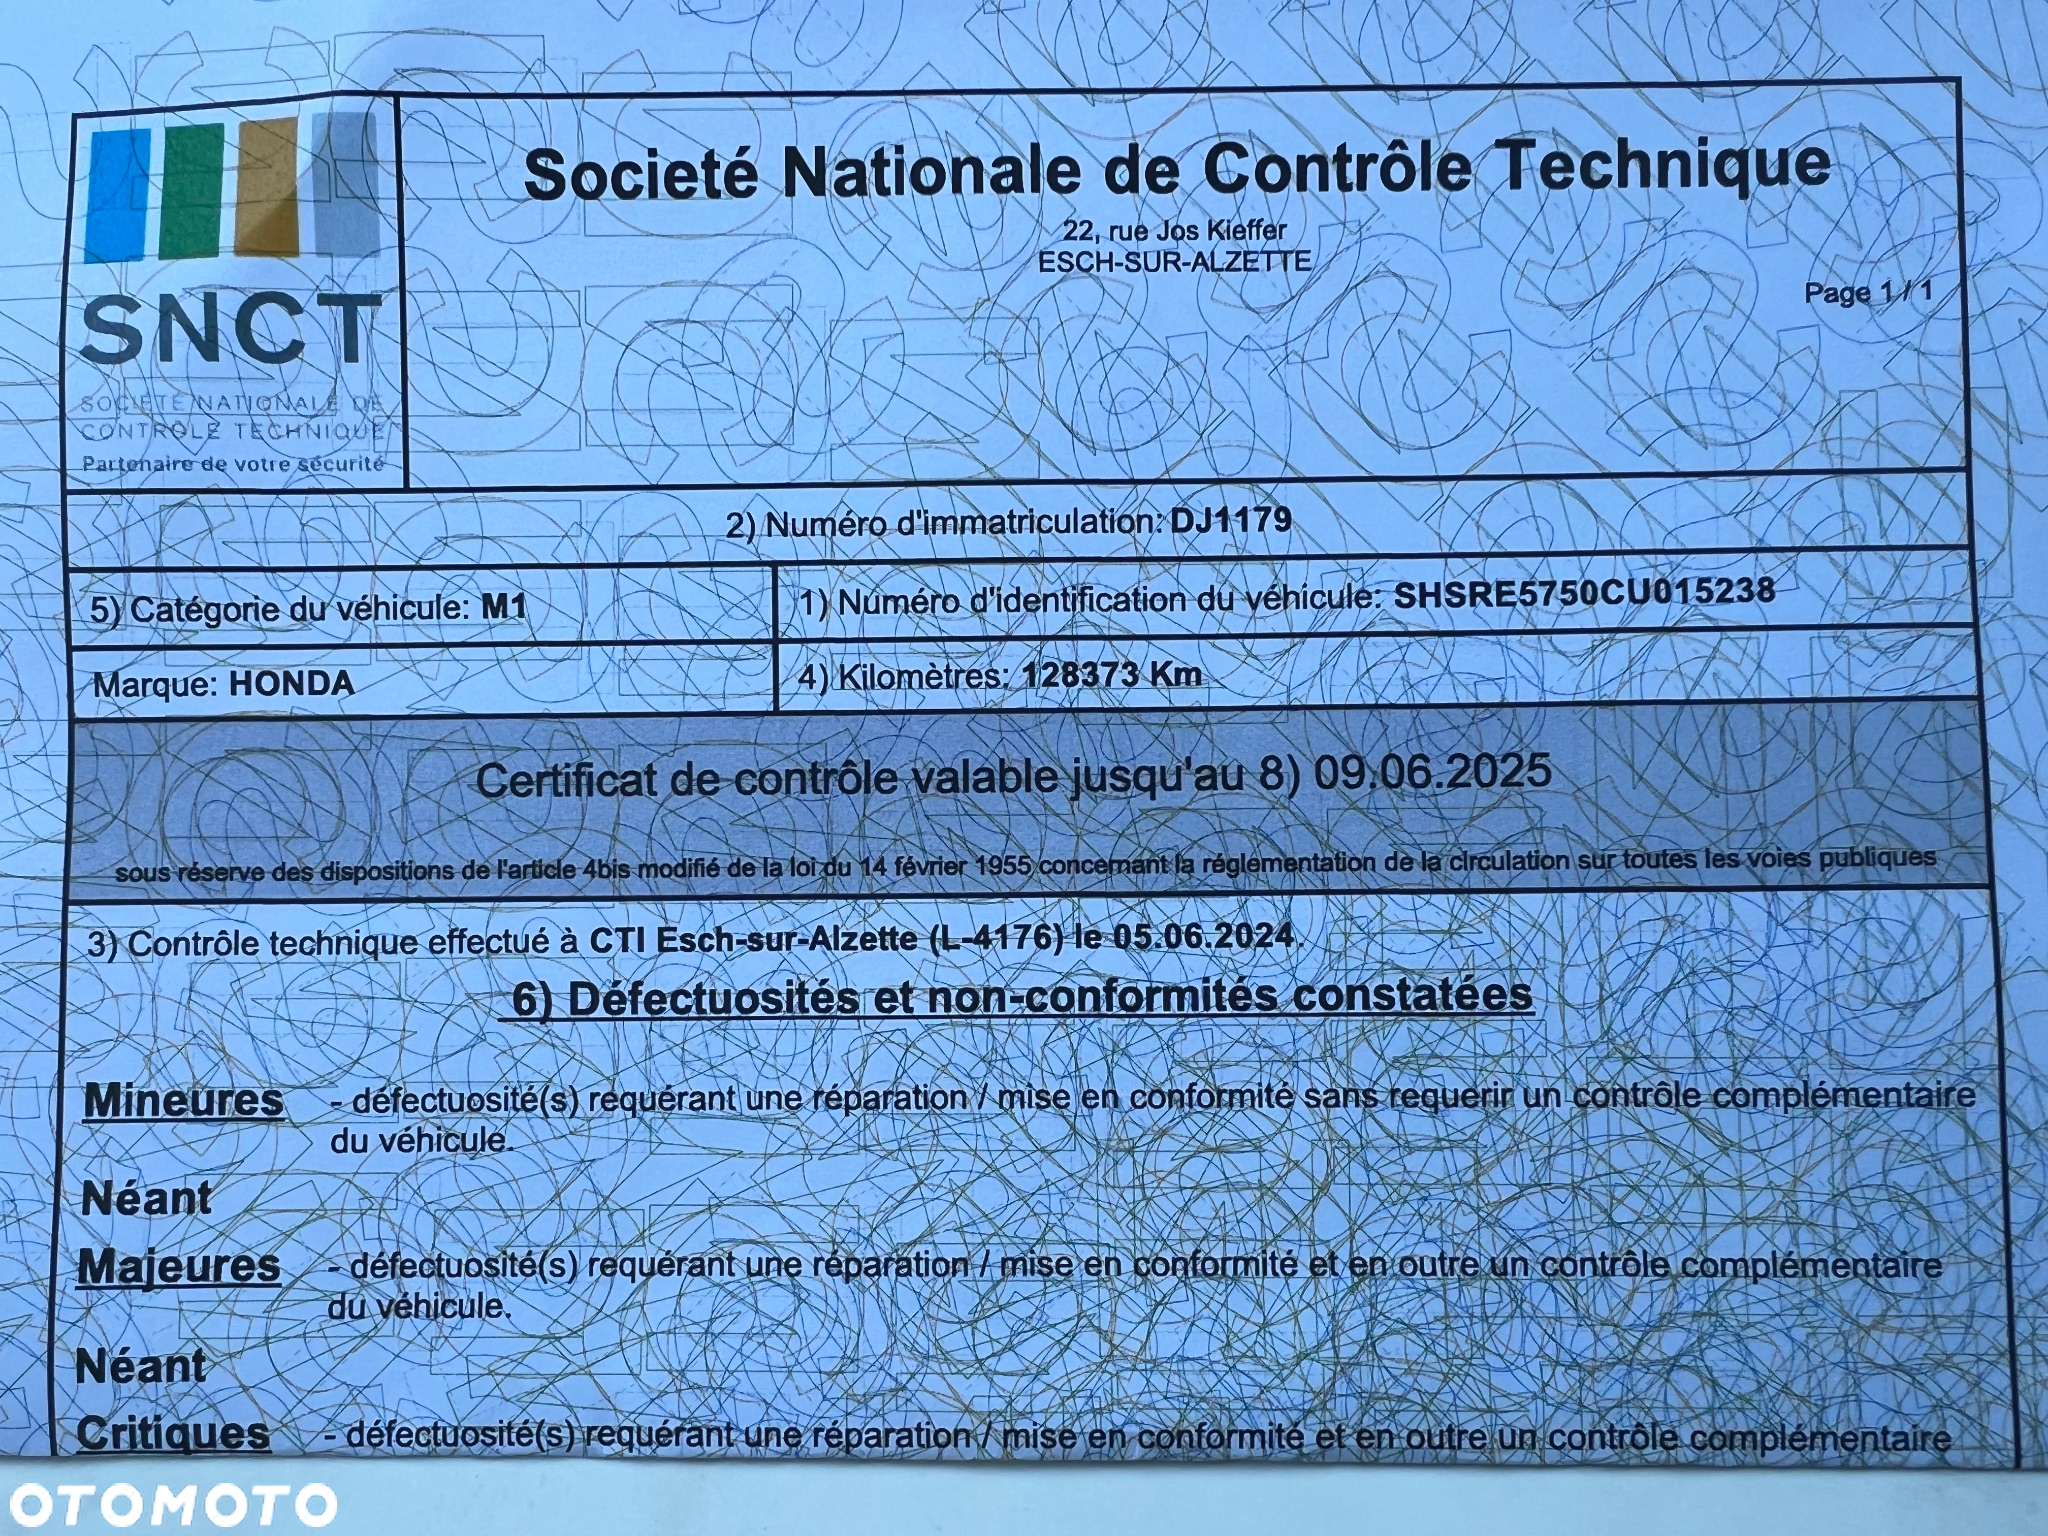 Societé Nationale de Contrôle Technique
22, rue Jos Kieffer
ESCH-SUR-ALZETTE
Page 1 / 1
SNCT
SOCIÉTÉ NATIONALE DE
CONTRÔLE TECHNIQUE
Partenaire de votre sécurité
2) Numéro d'immatriculation: DJ1179
5) Catégorie du véhicule: M1
1) Numéro d'identification du véhicule: SHSRE5750CU015238
Marque: HONDA
4) Kilomètres: 128373 Km
Certificat de contrôle valable jusqu'au 8) 09.06.2025
sous réserve des dispositions de l'article 4bis modifié de la loi du 14 février 1955 concernant la réglementation de la circulation sur toutes les voies publiques
3) Contrôle technique effectué à CTI Esch-sur-Alzette (L-4176) le 05.06.2024.
6) Défectuosités et non-conformités constatées
Mineures - défectuosité(s) requérant une réparation / mise en conformité sans requerir un contrôle complémentaire
du véhicule.
Néant
Majeures - défectuosité(s) requérant une réparation / mise en conformité et en outre un contrôle complémentaire
du véhicule.
Néant
Critiques - défectuosité(s) requérant une réparation / mise en conformité et en outre un contrôle complémentaire
OTOMOTO